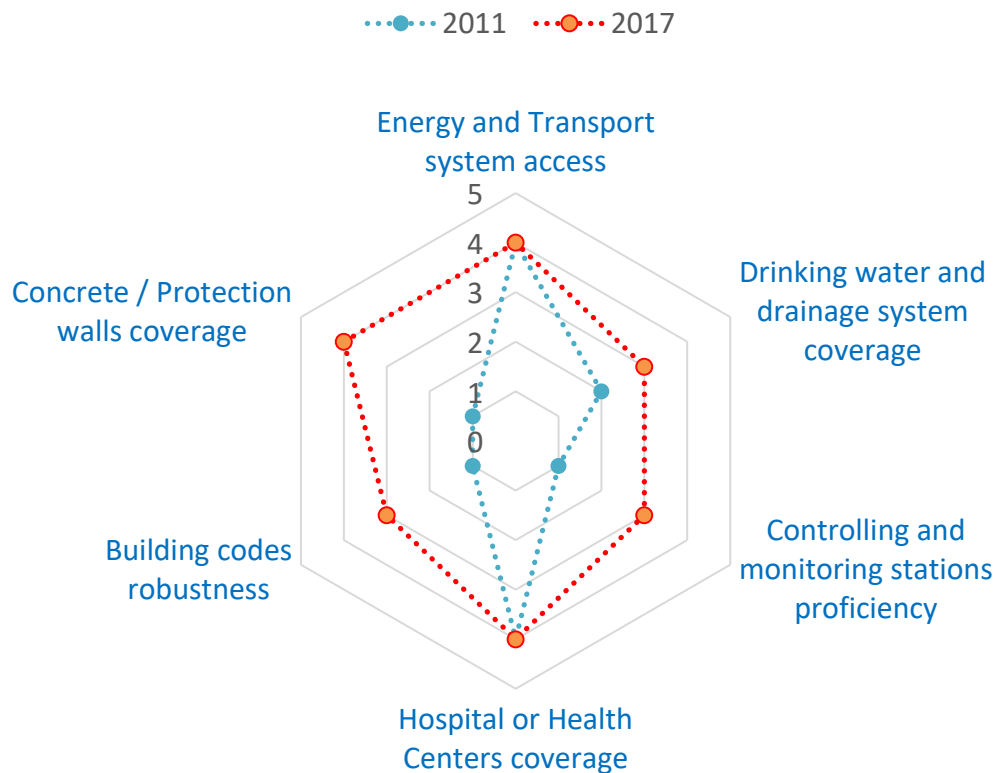 2011 2017
Energy and Transport
system access
5
4
3
2
1
0
Drinking water and
drainage system
coverage
Controlling and
monitoring stations
proficiency
Hospital or Health
Centers coverage
Building codes
robustness
Concrete / Protection
walls coverage